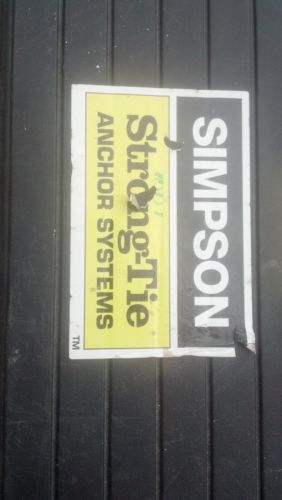 SIMPSON
Strong-Tie
ANCHOR SYSTEMS
TM